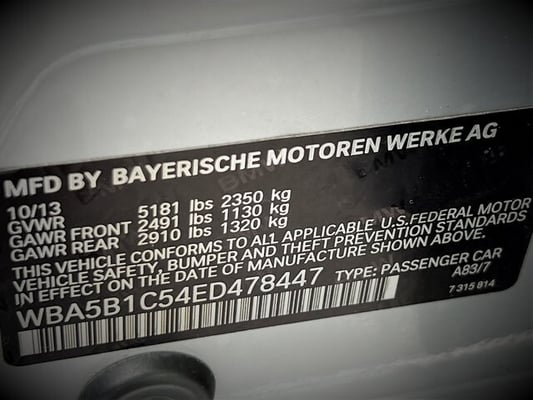 MFD BY BAYERISCHE MOTOREN WERKE AG
10/13
GVWR 5181 lbs 2350 kg
GAWR FRONT 2491 lbs 1130 kg
GAWR REAR 2910 lbs 1320 kg
THIS VEHICLE CONFORMS TO ALL APPLICABLE U.S.FEDERAL MOTOR
VEHICLE SAFETY, BUMPER AND THEFT PREVENTION STANDARDS
IN EFFECT ON THE DATE OF MANUFACTURE SHOWN ABOVE.
WBA5B1C54ED478447 TYPE: PASSENGER CAR
A83/7
7 315 814